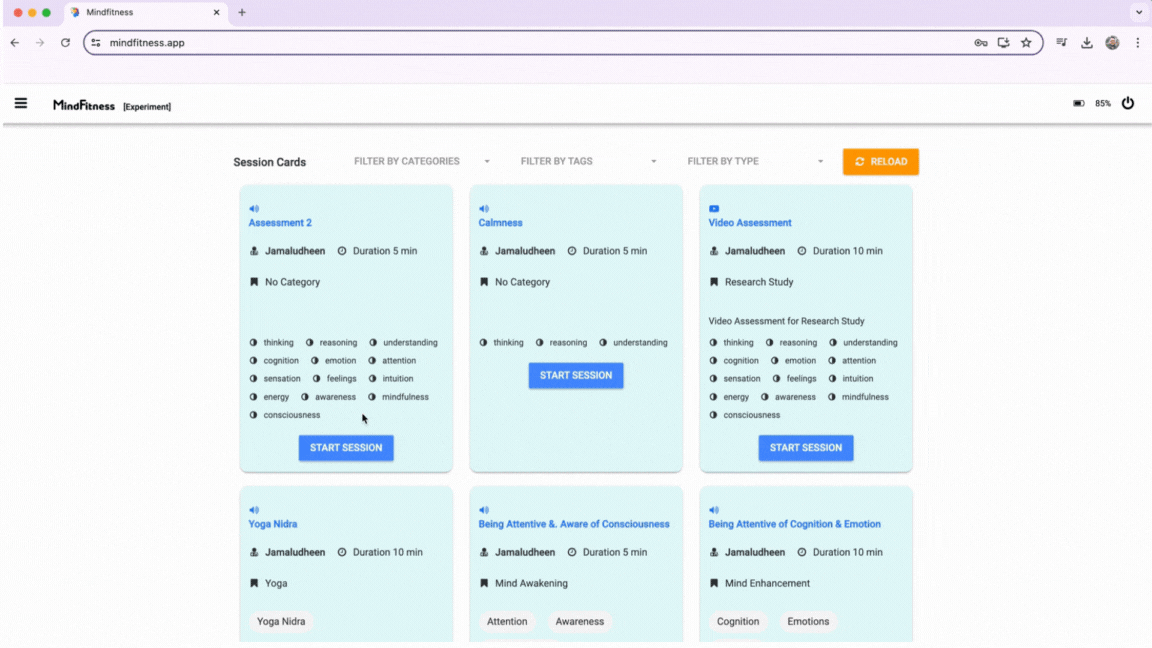 Mindfitness
mindfitness.app
MindFitness [Experiment]
85%
Session Cards
FILTER BY CATEGORIES
FILTER BY TAGS
FILTER BY TYPE
RELOAD
Assessment 2
Jamaludheen Duration 5 min
No Category
thinking reasoning understanding
cognition emotion attention
sensation feelings intuition
energy awareness mindfulness
consciousness
START SESSION
Calmness
Jamaludheen Duration 5 min
No Category
thinking reasoning understanding
START SESSION
Video Assessment
Jamaludheen Duration 10 min
Research Study
Video Assessment for Research Study
thinking reasoning understanding
cognition emotion attention
sensation feelings intuition
energy awareness mindfulness
consciousness
START SESSION
Yoga Nidra
Jamaludheen Duration 10 min
Yoga
Yoga Nidra
Being Attentive &. Aware of Consciousness
Jamaludheen Duration 5 min
Mind Awakening
Attention Awareness
Being Attentive of Cognition & Emotion
Jamaludheen Duration 10 min
Mind Enhancement
Cognition Emotions